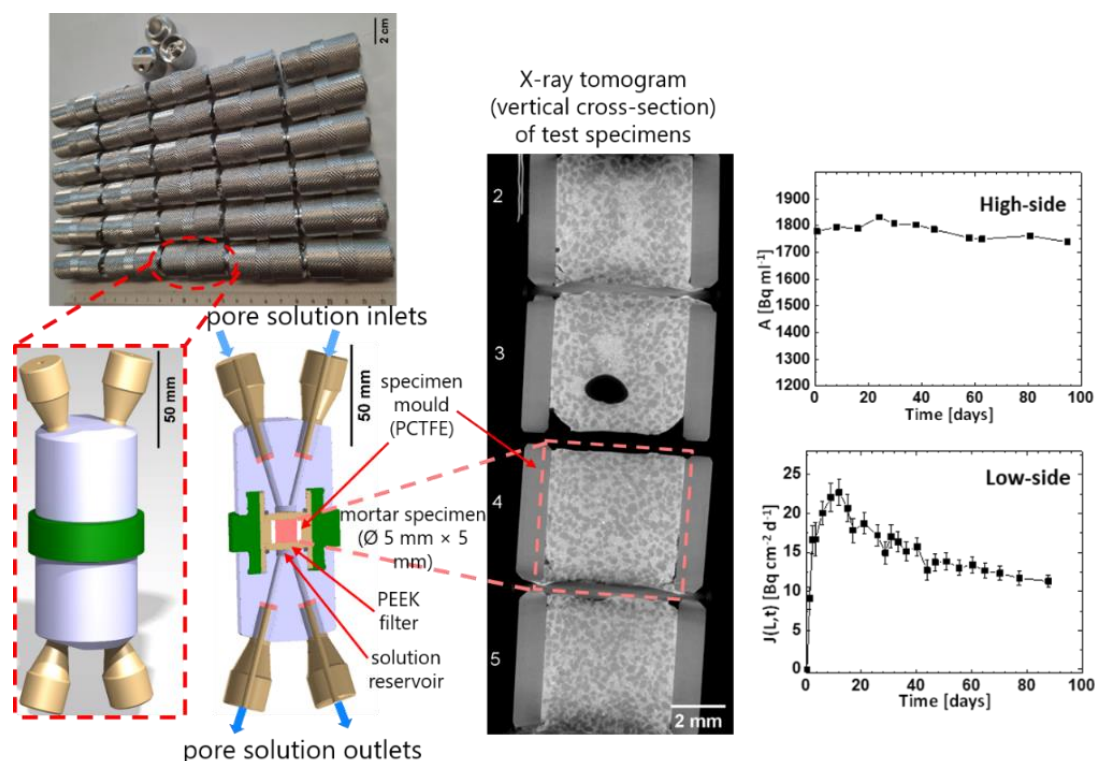 2 cm
X-ray tomogram
(vertical cross-section)
of test specimens
pore solution inlets
50 mm
50 mm
specimen
mould
(PCTFE)
mortar specimen
(Ø 5 mm × 5
mm)
PEEK
filter
solution
reservoir
pore solution outlets
2
3
4
5
2 mm
High-side
A [Bq ml⁻¹]
1900
1800
1700
1600
1500
1400
1300
1200
0 20 40 60 80 100
Time [days]
Low-side
J(L,t) [Bq cm⁻² d⁻¹]
25
20
15
10
5
0
0 20 40 60 80 100
Time [days]